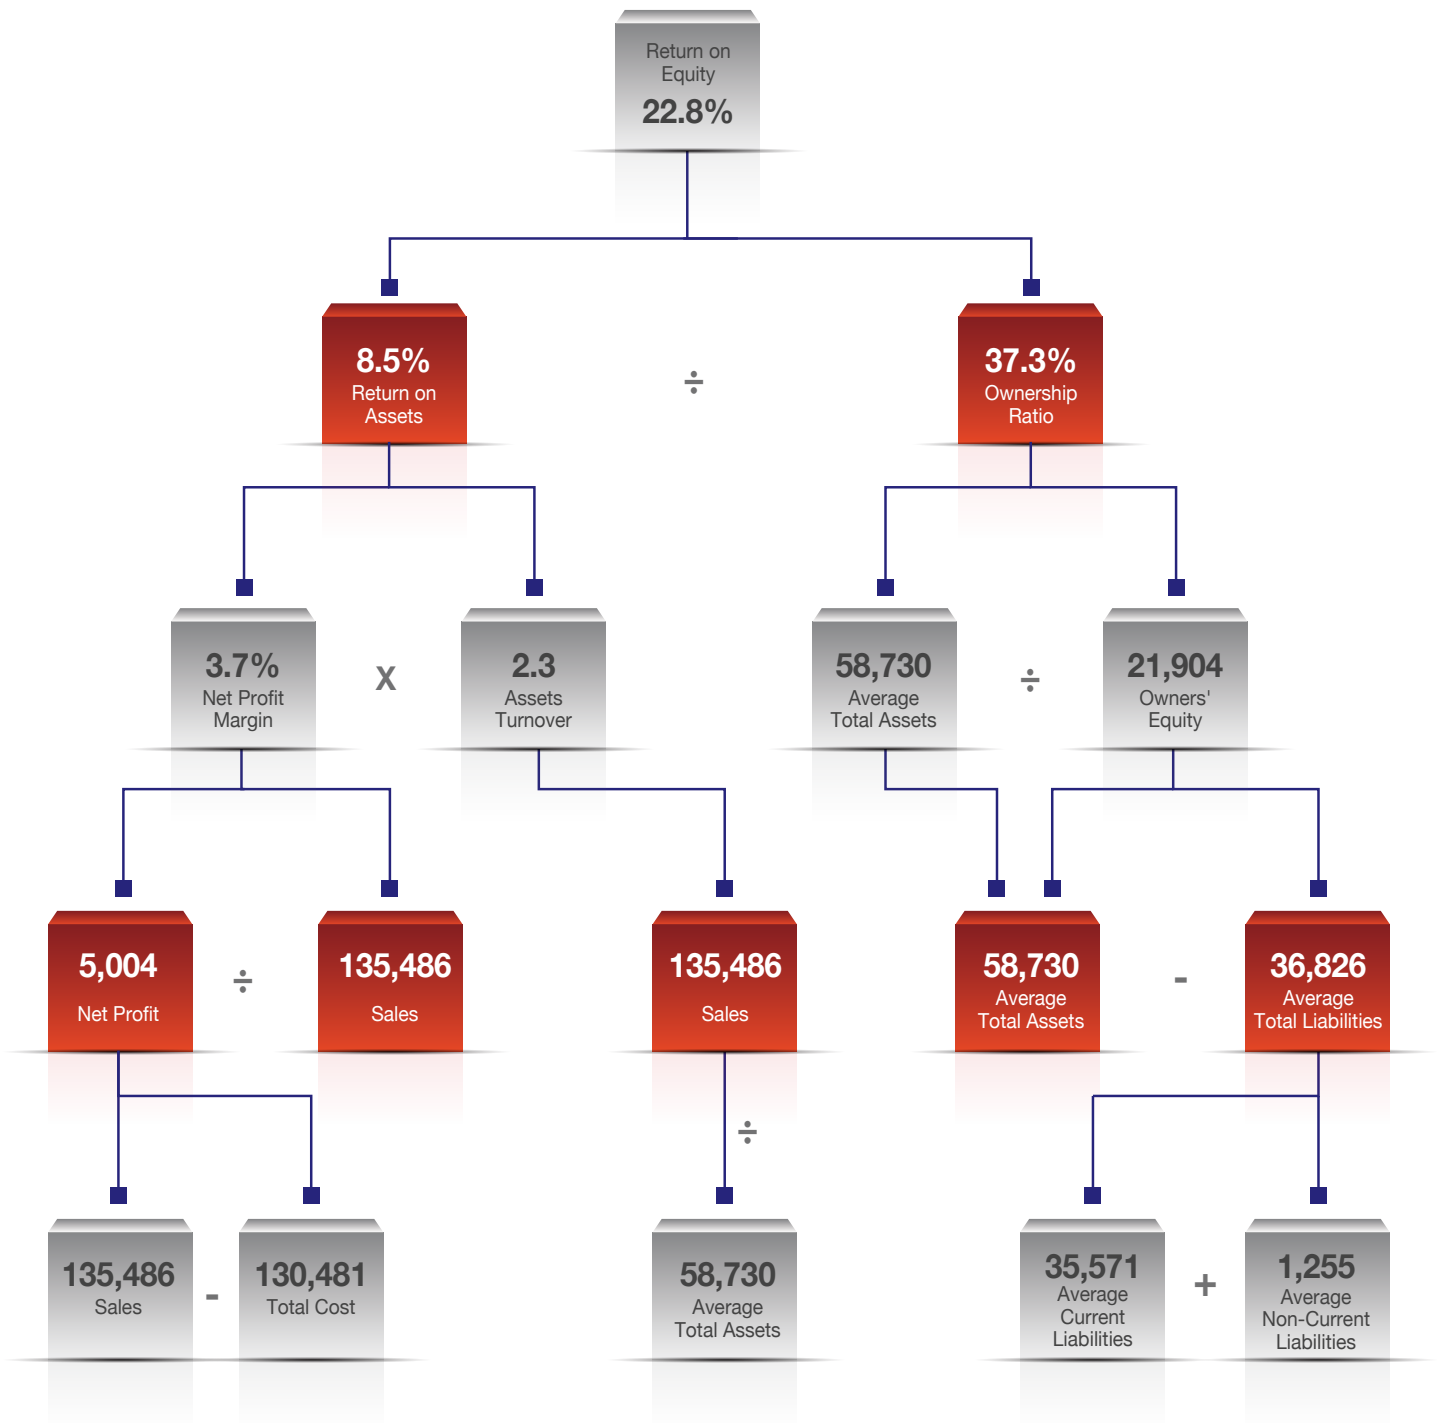 Return on
Equity
22.8%
8.5%
Return on
Assets
÷
37.3%
Ownership
Ratio
3.7%
Net Profit
Margin
X
2.3
Assets
Turnover
58,730
Average
Total Assets
÷
21,904
Owners'
Equity
5,004
Net Profit
÷
135,486
Sales
135,486
Sales
58,730
Average
Total Assets
-
36,826
Average
Total Liabilities
÷
135,486
Sales
-
130,481
Total Cost
58,730
Average
Total Assets
35,571
Average
Current
Liabilities
+
1,255
Average
Non-Current
Liabilities